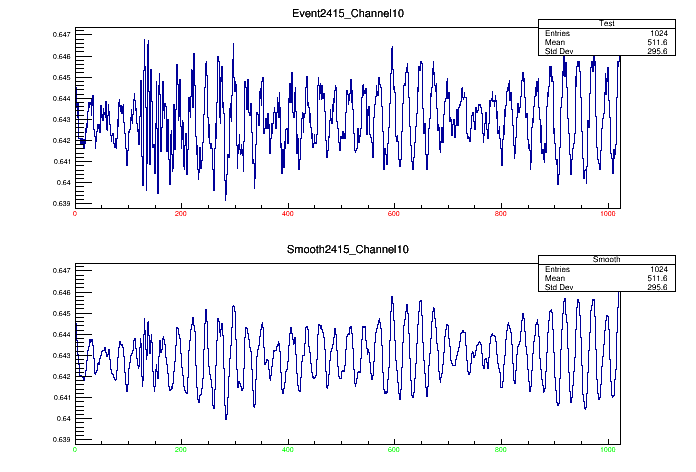 Event2415_Channel10
Test
Entries 1024
Mean 511.6
Std Dev 295.6
0.647
0.646
0.645
0.644
0.643
0.642
0.641
0.64
0.639
0 200 400 600 800 1000
Smooth2415_Channel10
Smooth
Entries 1024
Mean 511.6
Std Dev 295.6
0.647
0.646
0.645
0.644
0.643
0.642
0.641
0.64
0.639
0 200 400 600 800 1000